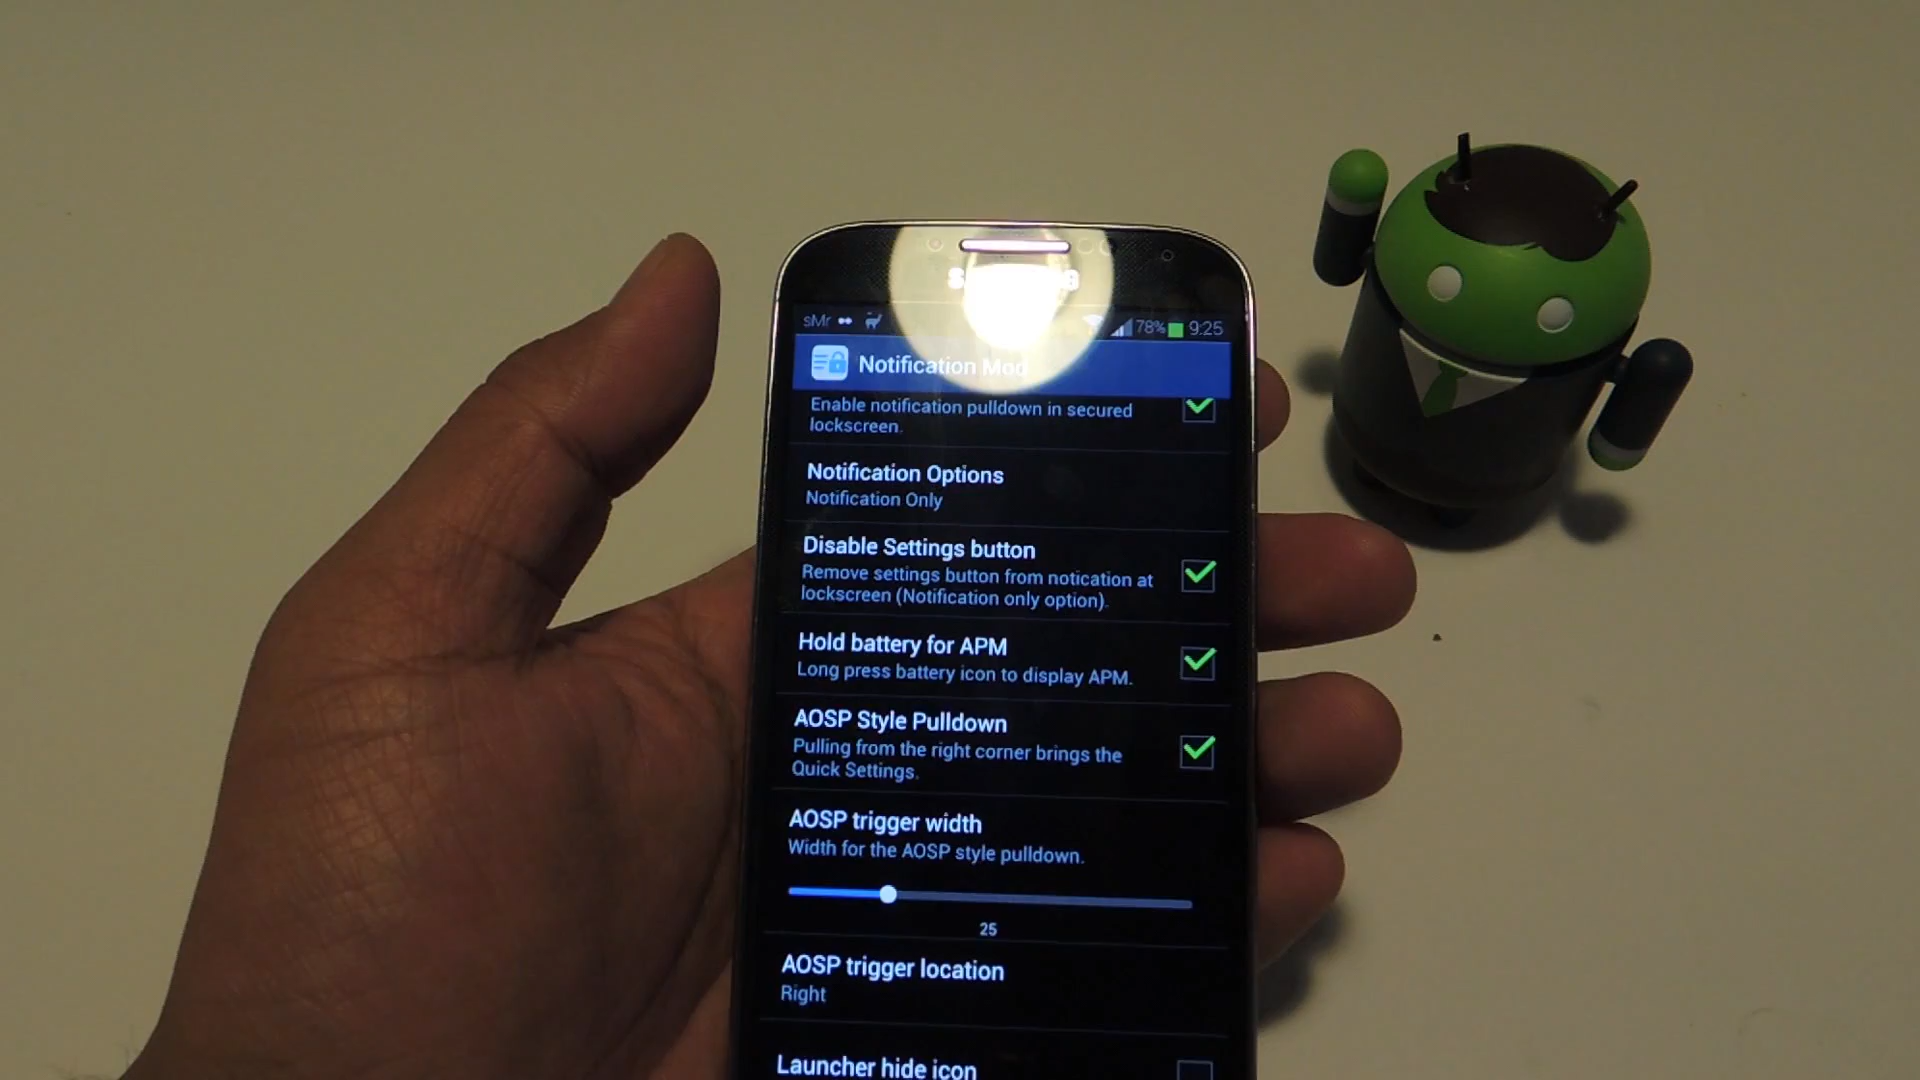 sMr 78% 9:25
Notification Mod
Enable notification pulldown in secured
lockscreen.
Notification Options
Notification Only
Disable Settings button
Remove settings button from notication at
lockscreen (Notification only option).
Hold battery for APM
Long press battery icon to display APM.
AOSP Style Pulldown
Pulling from the right corner brings the
Quick Settings.
AOSP trigger width
Width for the AOSP style pulldown.
25
AOSP trigger location
Right
Launcher hide icon